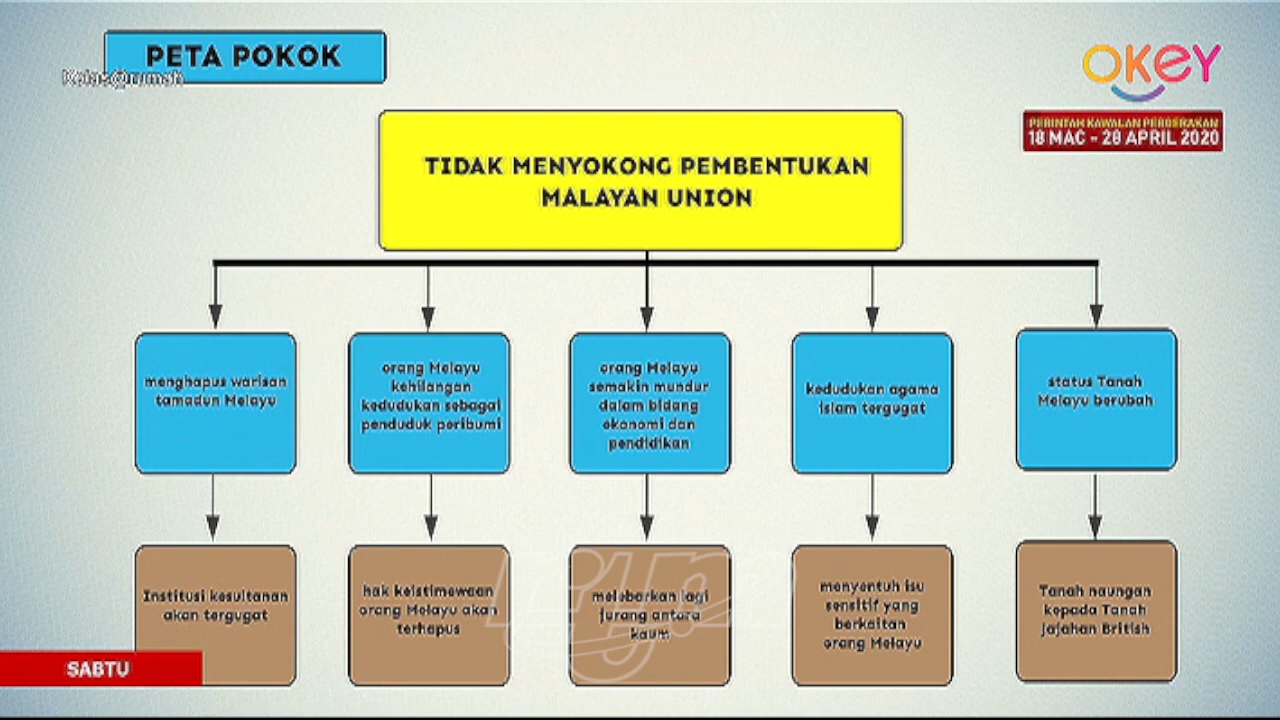 PETA POKOK
Kelas@rumah
OKEY
PERINTAH KAWALAN PERGERAKAN
18 MAC - 28 APRIL 2020
TIDAK MENYOKONG PEMBENTUKAN
MALAYAN UNION
menghapus warisan
tamadun Melayu
orang Melayu
kehilangan
kedudukan sebagai
penduduk peribumi
orang Melayu
semakin mundur
dalam bidang
ekonomi dan
pendidikan
kedudukan agama
Islam tergugat
status Tanah
Melayu berubah
Institusi kesultanan
akan tergugat
hak keistimewaan
orang Melayu akan
terhapus
melebarkan lagi
jurang antara
kaum
menyentuh isu
sensitif yang
berkaitan
orang Melayu
Tanah naungan
kepada Tanah
Jajahan British
rtm
SABTU